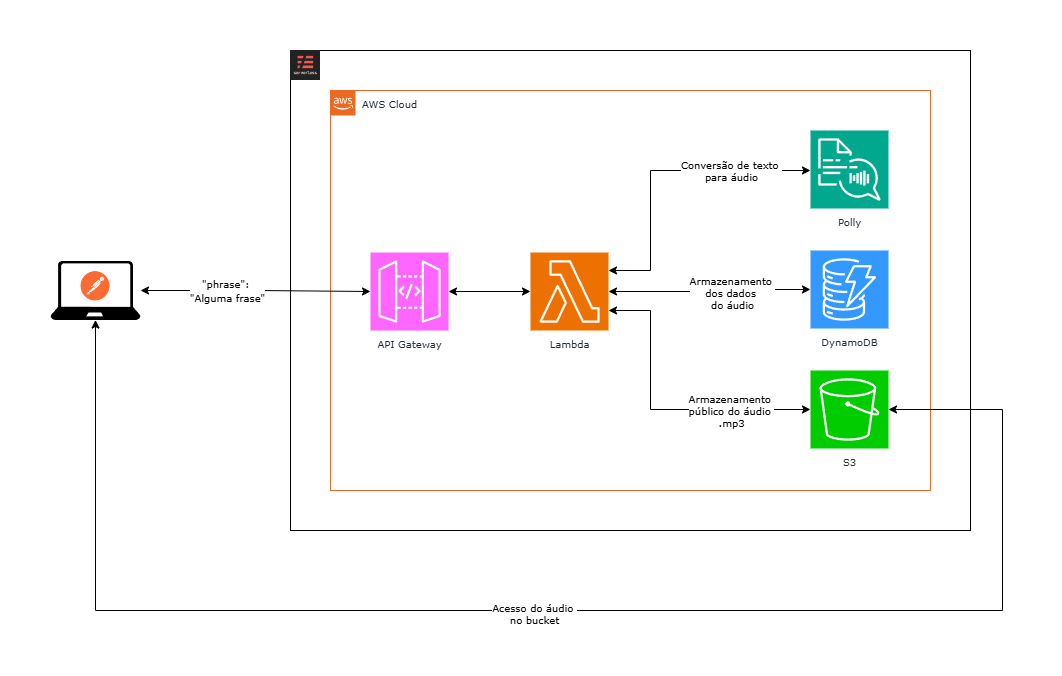 serverless
aws
AWS Cloud
Conversão de texto
para áudio
Polly
"phrase":
"Alguma frase"
</>
API Gateway
Lambda
Armazenamento
dos dados
do áudio
DynamoDB
Armazenamento
público do áudio
.mp3
S3
Acesso do áudio
no bucket